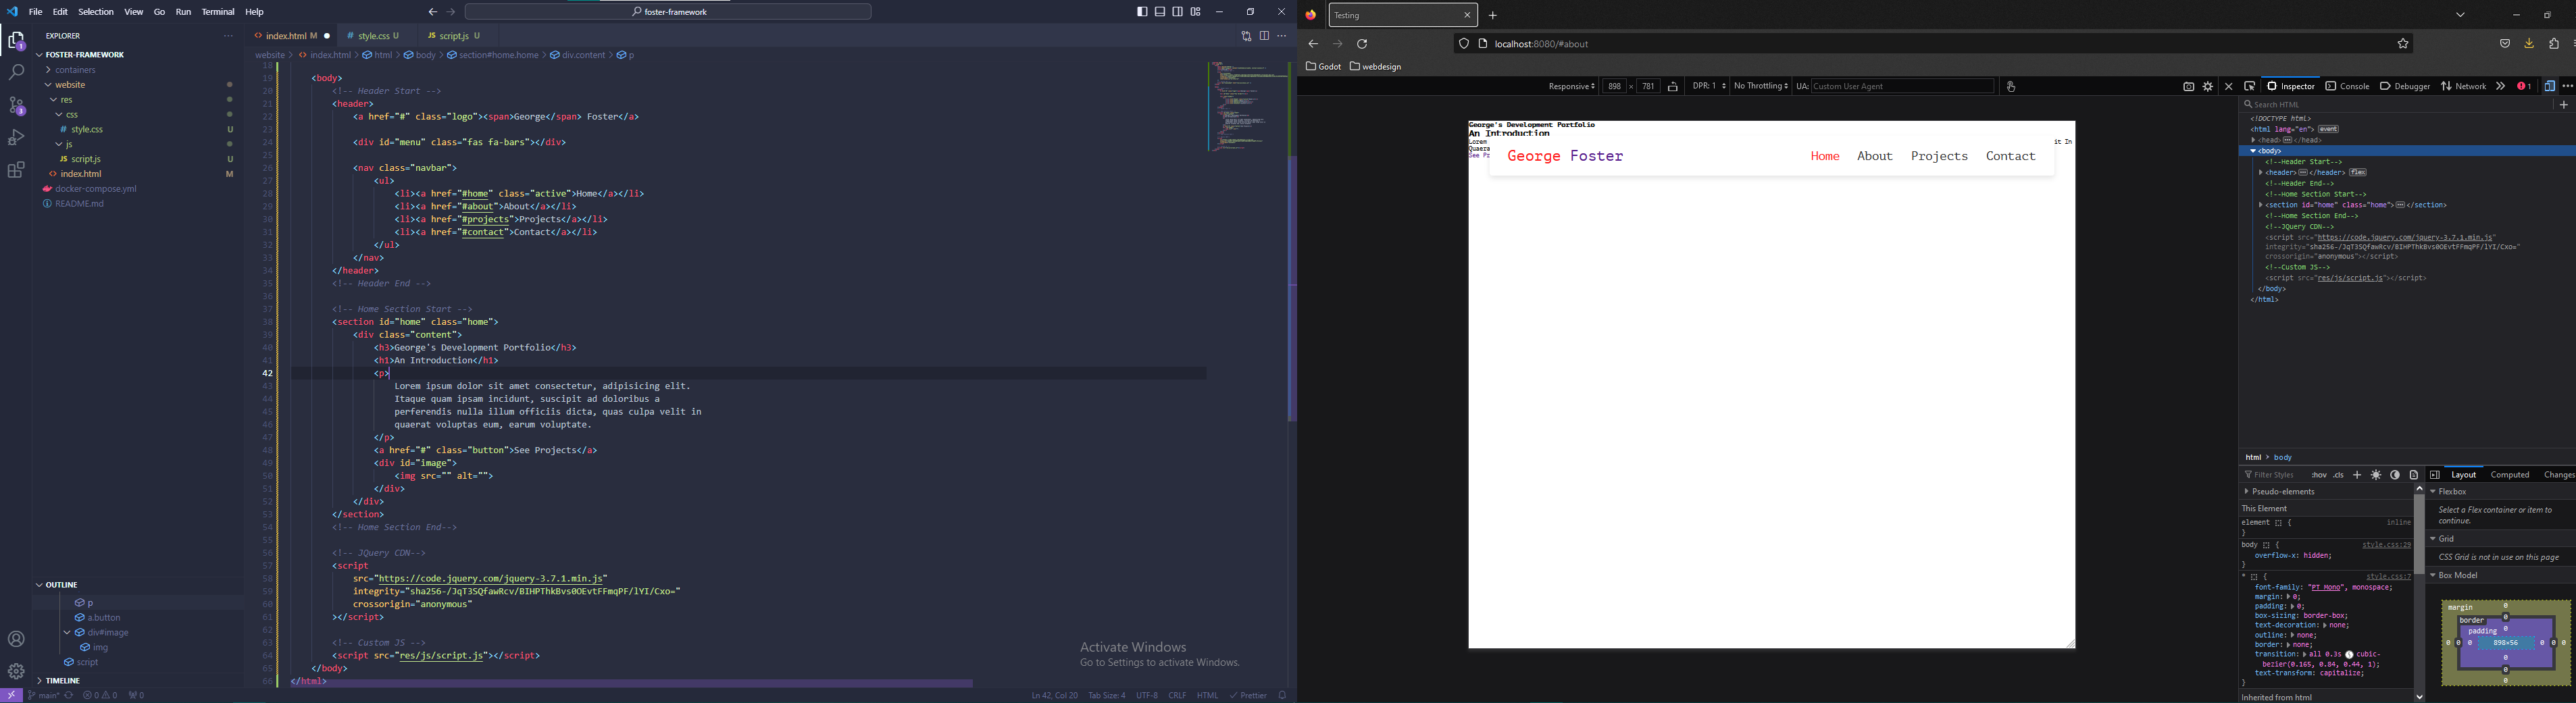 File Edit Selection View Go Run Terminal Help
foster-framework
EXPLORER
FOSTER-FRAMEWORK
containers
website
res
css
style.css U
js
script.js U
index.html M
docker-compose.yml
README.md
OUTLINE
p
a.button
div#image
img
script
TIMELINE
index.html M
style.css U
script.js U
website > index.html > html > body > section#home.home > div.content > p
18
19 <body>
20 <!-- Header Start -->
21 <header>
22 <a href="#" class="logo"><span>George</span> Foster</a>
23
24 <div id="menu" class="fas fa-bars"></div>
25
26 <nav class="navbar">
27 <ul>
28 <li><a href="#home" class="active">Home</a></li>
29 <li><a href="#about">About</a></li>
30 <li><a href="#projects">Projects</a></li>
31 <li><a href="#contact">Contact</a></li>
32 </ul>
33 </nav>
34 </header>
35 <!-- Header End -->
36
37 <!-- Home Section Start -->
38 <section id="home" class="home">
39 <div class="content">
40 <h3>George's Development Portfolio</h3>
41 <h1>An Introduction</h1>
42 <p>
43 Lorem ipsum dolor sit amet consectetur, adipisicing elit.
44 Itaque quam ipsam incidunt, suscipit ad doloribus a
45 perferendis nulla illum officiis dicta, quas culpa velit in
46 quaerat voluptas eum, earum voluptate.
47 </p>
48 <a href="#" class="button">See Projects</a>
49 <div id="image">
50 <img src="" alt="">
51 </div>
52 </div>
53 </section>
54 <!-- Home Section End-->
55
56 <!-- JQuery CDN-->
57 <script
58 src="https://code.jquery.com/jquery-3.7.1.min.js"
59 integrity="sha256-/JqT3SQfawRcv/BIHPThkBvs0OEvtFFmqPF/lYI/Cxo="
60 crossorigin="anonymous"
61 ></script>
62
63 <!-- Custom JS -->
64 <script src="res/js/script.js"></script>
65 </body>
66 </html>
Activate Windows
Go to Settings to activate Windows.
main* 0 0 0
Ln 42, Col 20 Tab Size: 4 UTF-8 CRLF HTML Prettier
Testing
localhost:8080/#about
Godot webdesign
Responsive 898 × 781 DPR: 1 No Throttling UA: Custom User Agent
George's Development Portfolio
An Introduction
Lorem it In
Quaera
See Pr
George Foster Home About Projects Contact
Inspector Console Debugger Network 1
Search HTML
<!DOCTYPE html>
<html lang="en"> event
<head></head>
<body>
<!--Header Start-->
<header></header> flex
<!--Header End-->
<!--Home Section Start-->
<section id="home" class="home"></section>
<!--Home Section End-->
<!--JQuery CDN-->
<script src="https://code.jquery.com/jquery-3.7.1.min.js"
integrity="sha256-/JqT3SQfawRcv/BIHPThkBvs0OEvtFFmqPF/lYI/Cxo="
crossorigin="anonymous"></script>
<!--Custom JS-->
<script src="res/js/script.js"></script>
</body>
</html>
html > body
Filter Styles :hov .cls
Pseudo-elements
This Element
element { inline
}
body { style.css:29
overflow-x: hidden;
}
* { style.css:7
font-family: "PT Mono", monospace;
margin: 0;
padding: 0;
box-sizing: border-box;
text-decoration: none;
outline: none;
border: none;
transition: all 0.3s cubic-
bezier(0.165, 0.84, 0.44, 1);
text-transform: capitalize;
}
Inherited from html
Layout Computed Changes
Flexbox
Select a Flex container or item to
continue.
Grid
CSS Grid is not in use on this page
Box Model
margin 0
border 0
padding 0
0 0 0 898×56 0 0 0
0
0
0